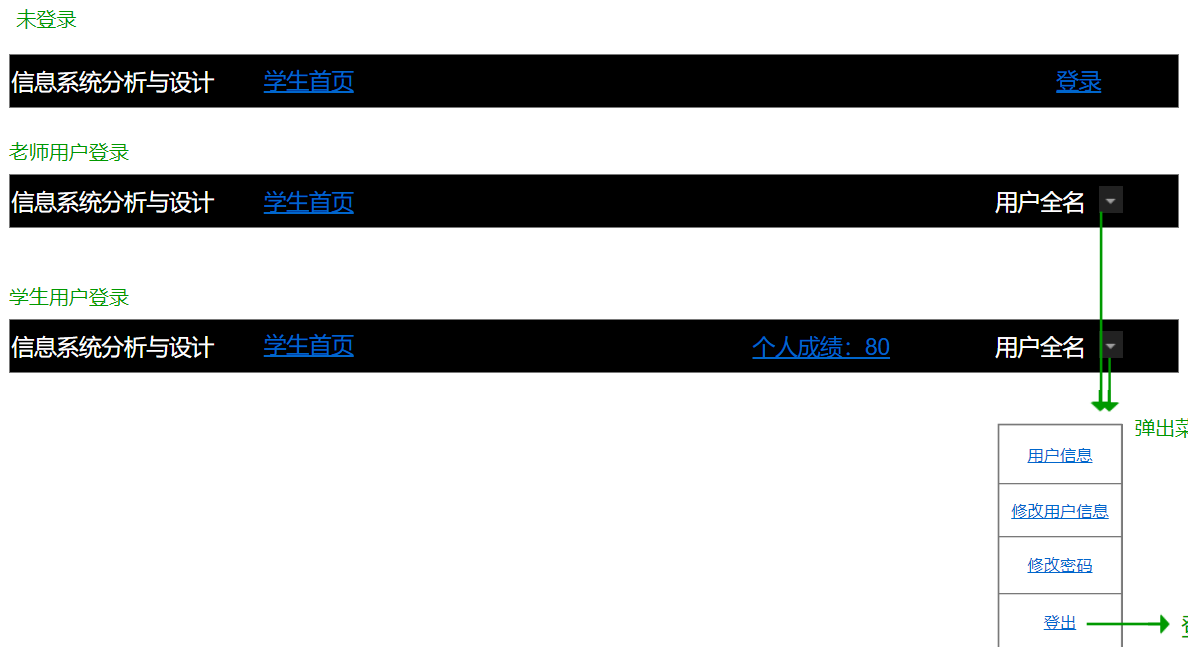 未登录
信息系统分析与设计 学生首页 登录
老师用户登录
信息系统分析与设计 学生首页 用户全名
学生用户登录
信息系统分析与设计 学生首页 个人成绩：80 用户全名
弹出
用户信息
修改用户信息
修改密码
登出